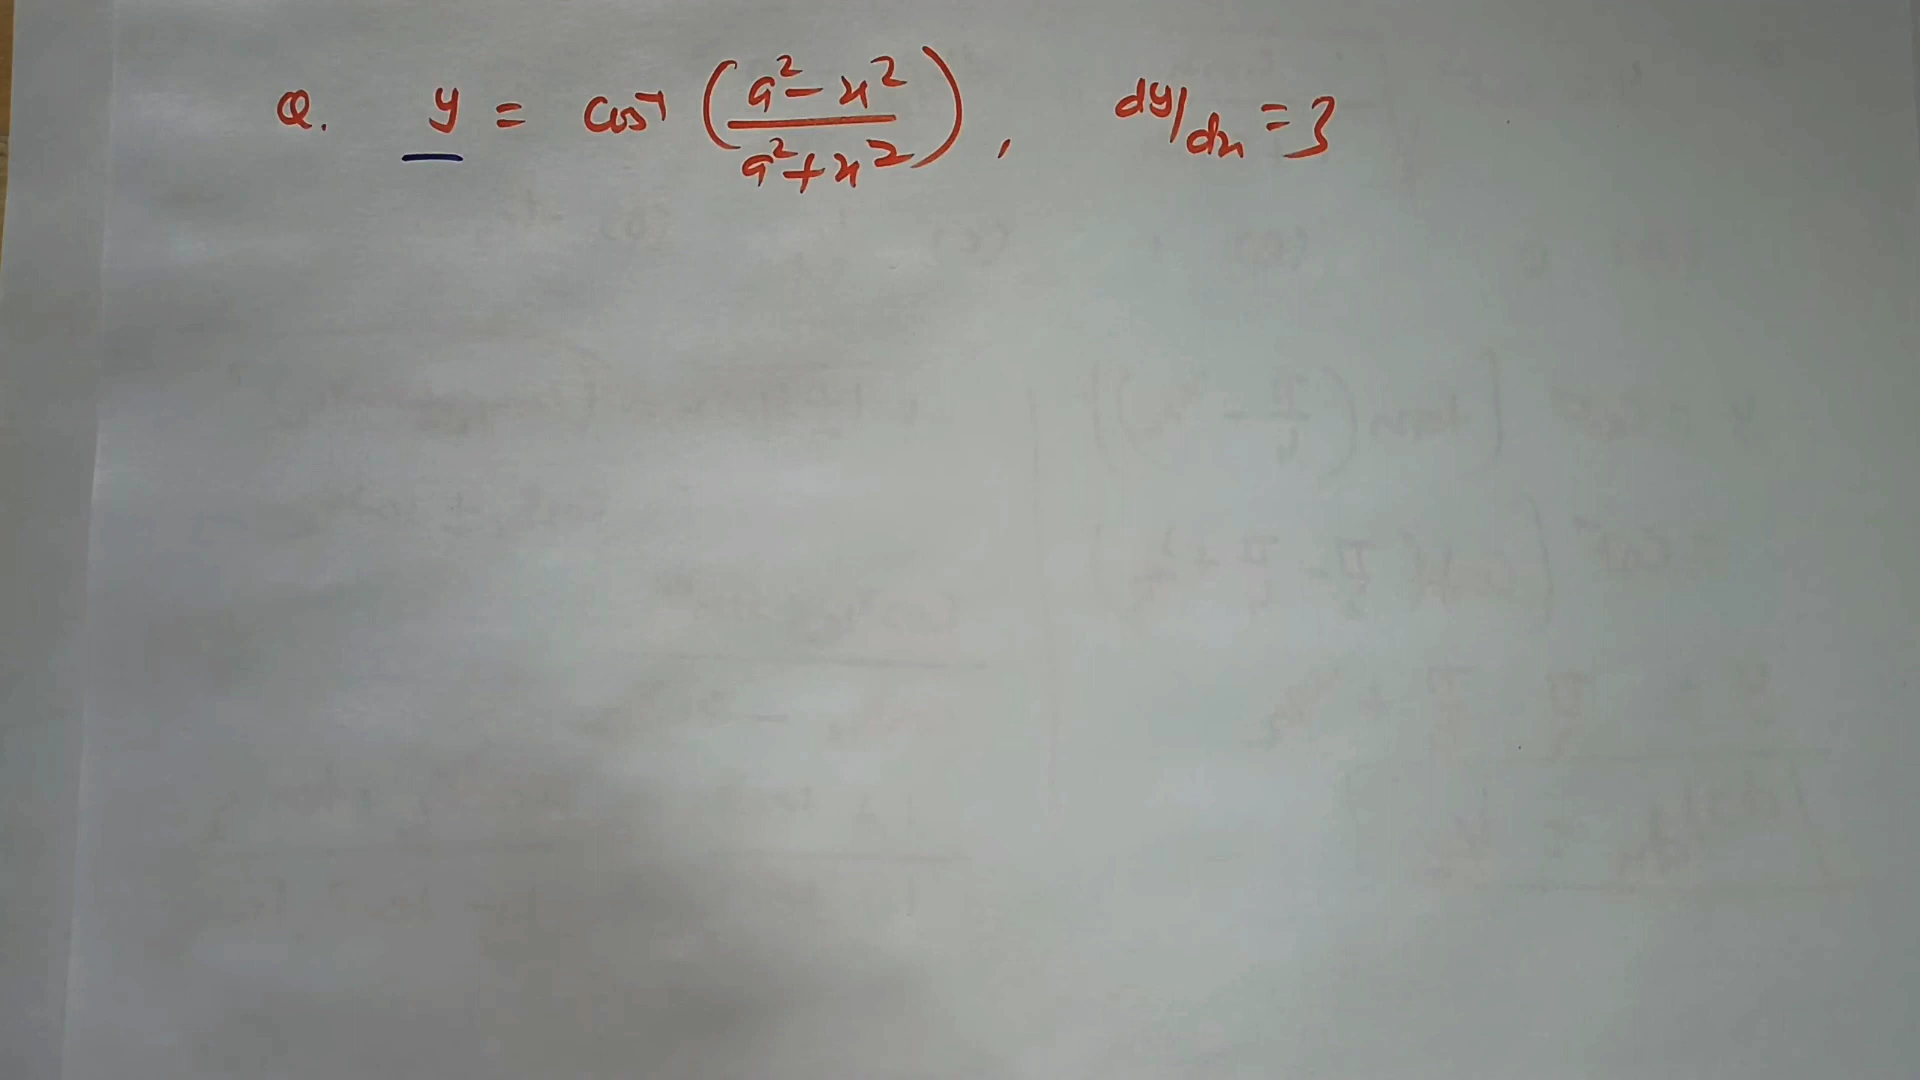 Q. y = cos⁻¹ (a² - x² / a² + x²), dy/dx = ?